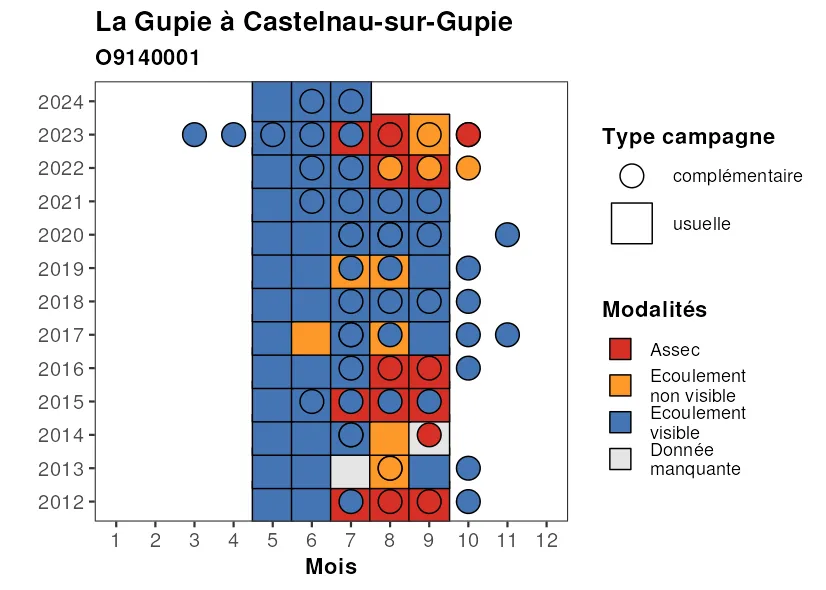 La Gupie à Castelnau-sur-Gupie
O9140001
2024
2023
2022
2021
2020
2019
2018
2017
2016
2015
2014
2013
2012
1 2 3 4 5 6 7 8 9 10 11 12
Mois
Type campagne
complémentaire
usuelle
Modalités
Assec
Ecoulement
non visible
Ecoulement
visible
Donnée
manquante